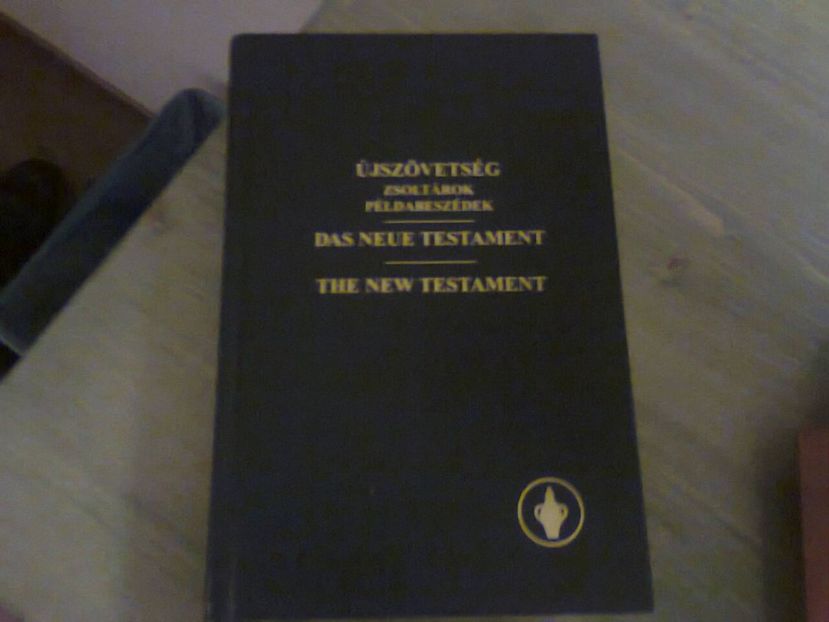 ÚJSZÖVETSÉG
ZSOLTÁROK
PÉLDABESZÉDEK
DAS NEUE TESTAMENT
THE NEW TESTAMENT